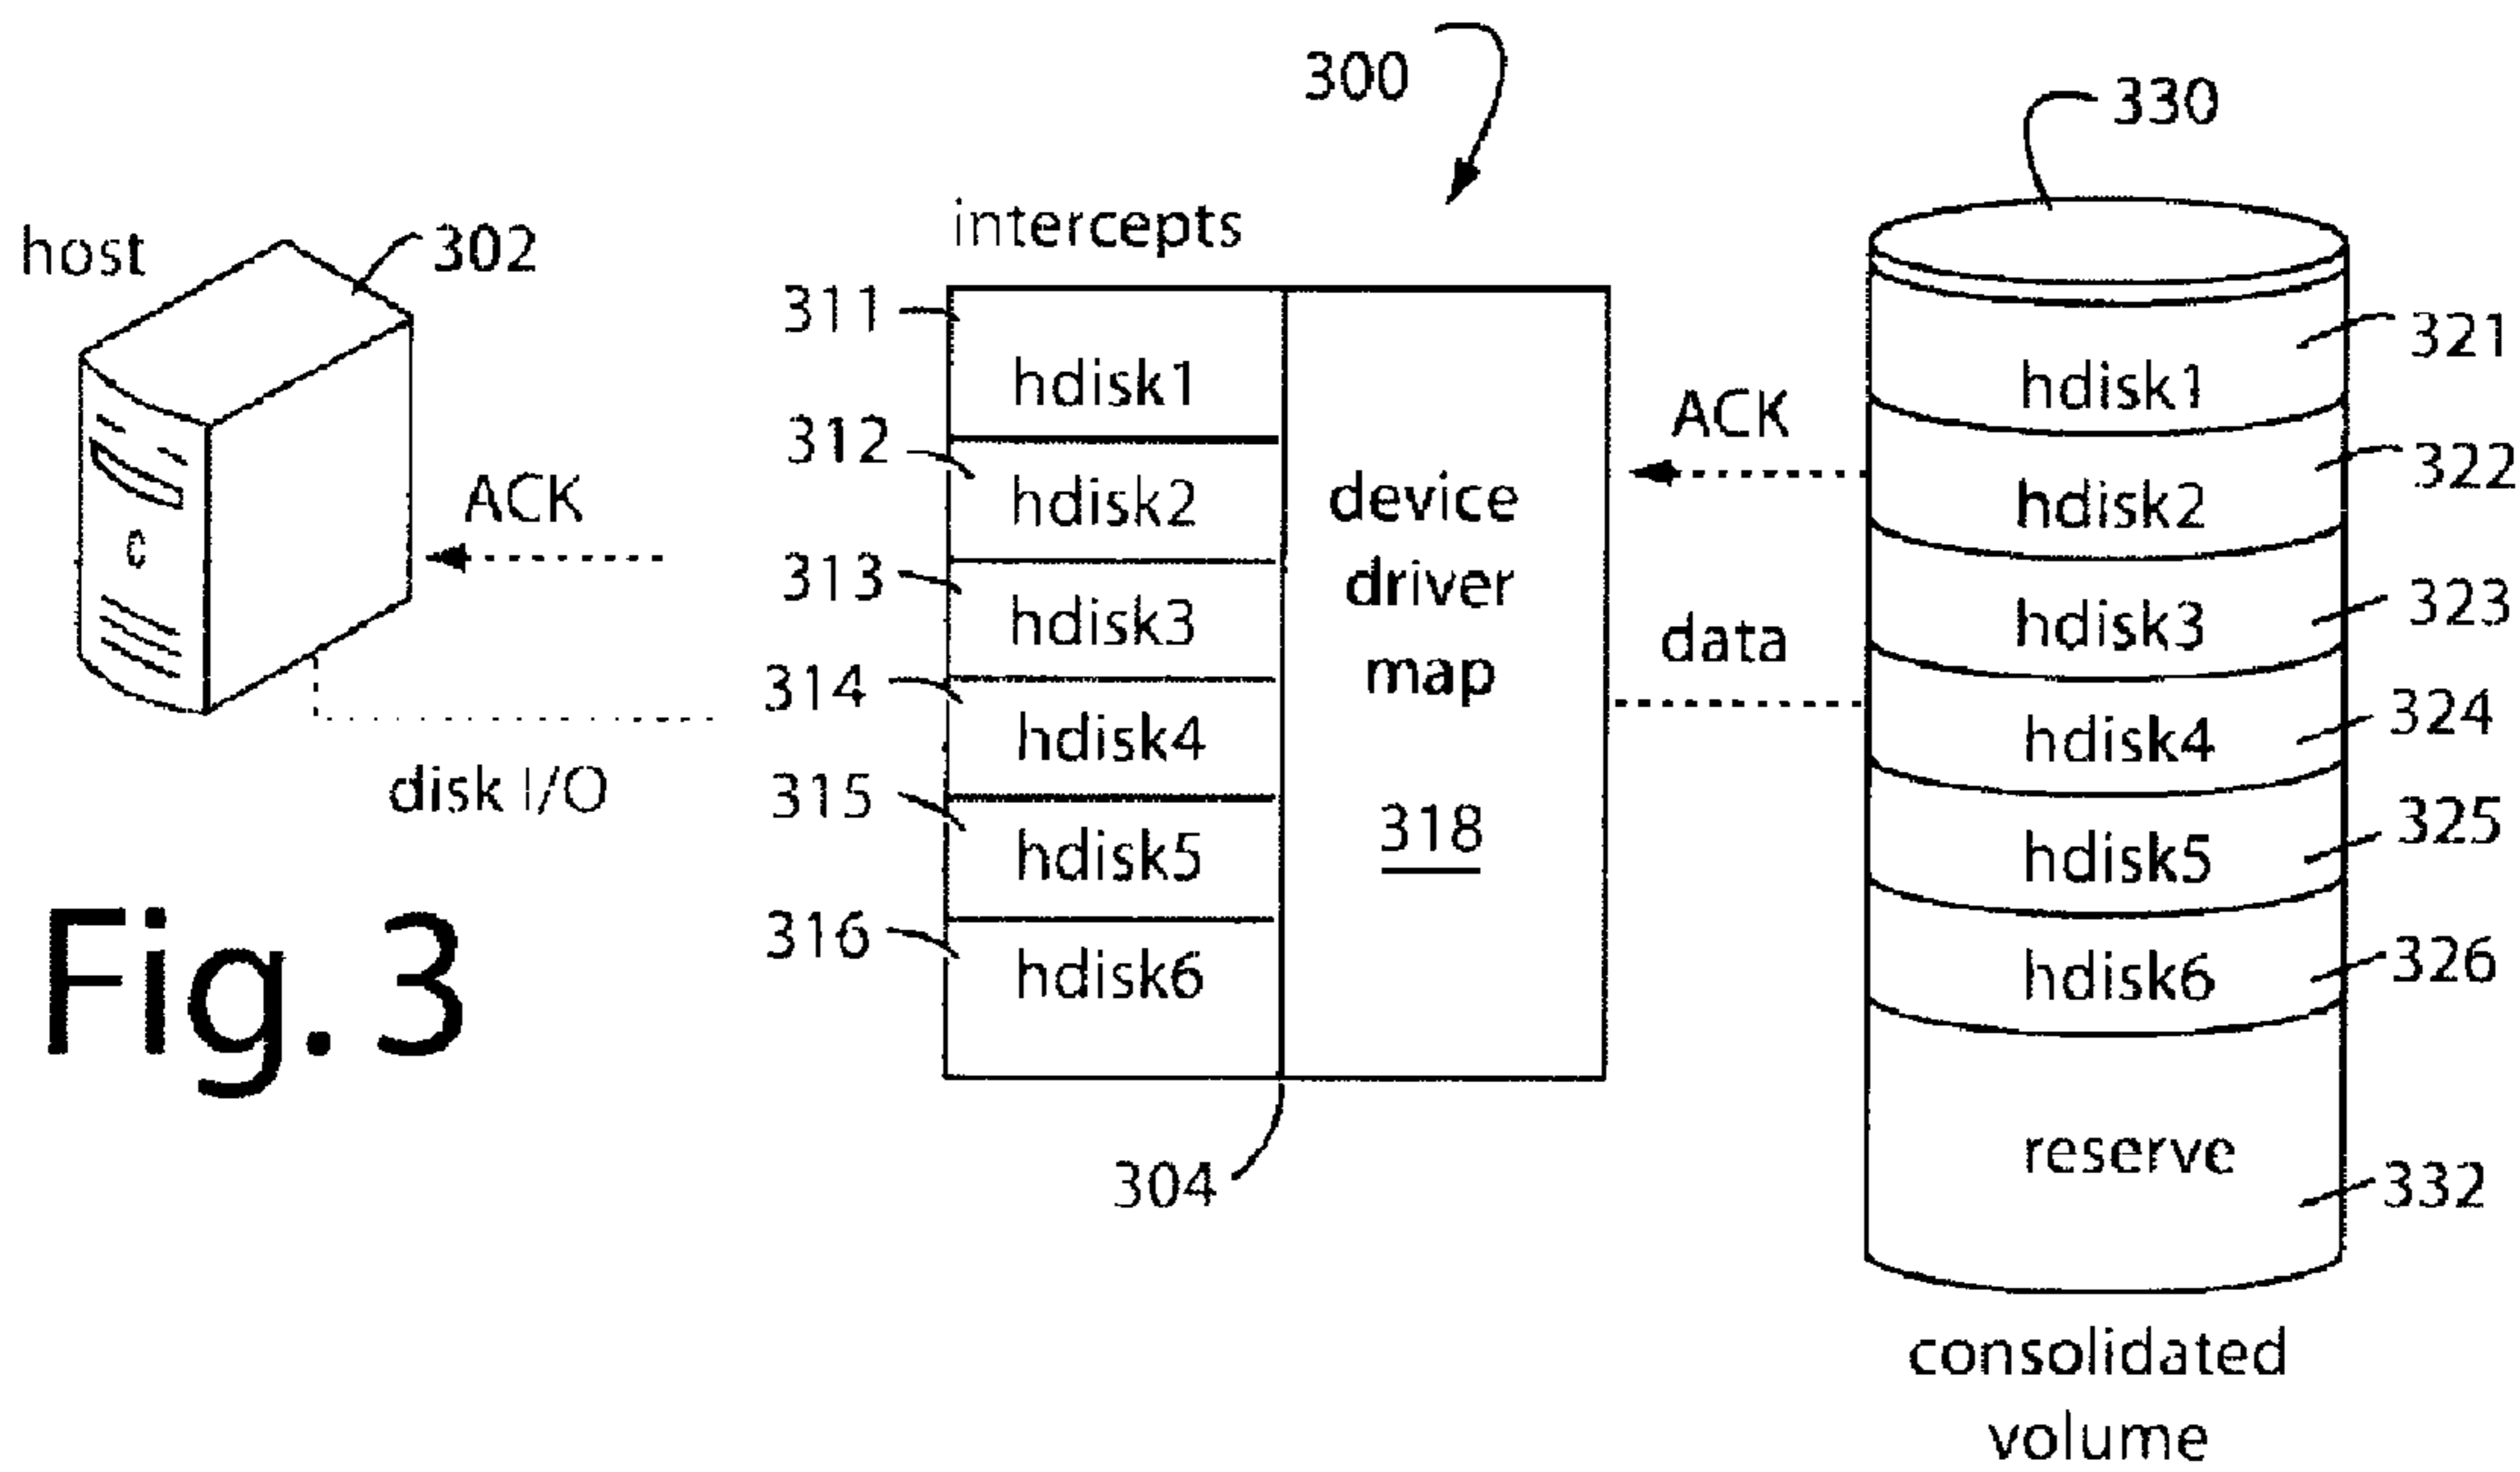 300
330
host
302
intercepts
311
hdisk1
312
hdisk2
313
hdisk3
314
hdisk4
315
hdisk5
316
hdisk6
304
device
driver
map
318
ACK
disk I/O
ACK
data
hdisk1
321
hdisk2
322
hdisk3
323
hdisk4
324
hdisk5
325
hdisk6
326
reserve
332
consolidated
volume
Fig.3